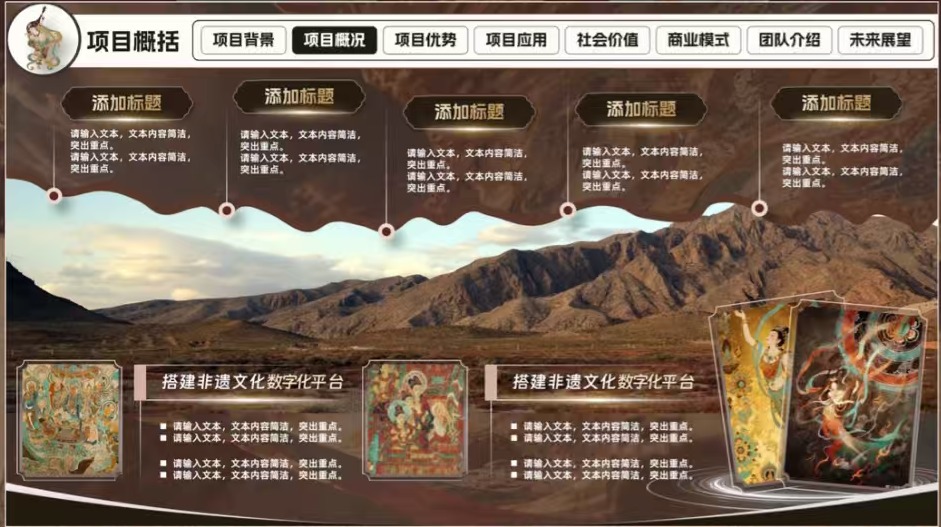 项目概括
项目背景
项目概况
项目优势
项目应用
社会价值
商业模式
团队介绍
未来展望
添加标题
请输入文本，文本内容简洁，
突出重点。
请输入文本，文本内容简洁，
突出重点。
添加标题
请输入文本，文本内容简洁，
突出重点。
请输入文本，文本内容简洁，
突出重点。
添加标题
请输入文本，文本内容简洁，
突出重点。
请输入文本，文本内容简洁，
突出重点。
添加标题
请输入文本，文本内容简洁，
突出重点。
请输入文本，文本内容简洁，
突出重点。
添加标题
请输入文本，文本内容简洁，
突出重点。
请输入文本，文本内容简洁，
突出重点。
搭建非遗文化数字化平台
■ 请输入文本，文本内容简洁，突出重点。
■ 请输入文本，文本内容简洁，突出重点。
■ 请输入文本，文本内容简洁，突出重点。
■ 请输入文本，文本内容简洁，突出重点。
搭建非遗文化数字化平台
■ 请输入文本，文本内容简洁，突出重点。
■ 请输入文本，文本内容简洁，突出重点。
■ 请输入文本，文本内容简洁，突出重点。
■ 请输入文本，文本内容简洁，突出重点。